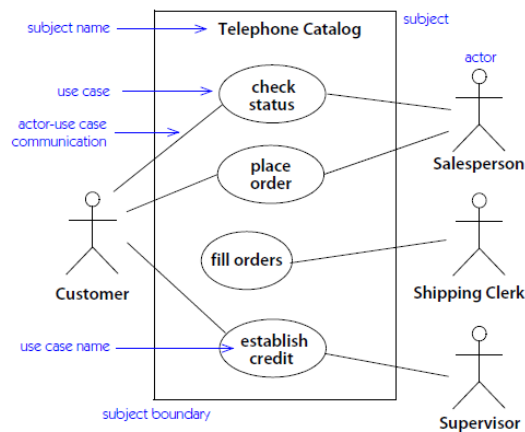 subject name
Telephone Catalog
subject
use case
check
status
actor
actor-use case
communication
Salesperson
place
order
Customer
fill orders
Shipping Clerk
use case name
establish
credit
subject boundary
Supervisor